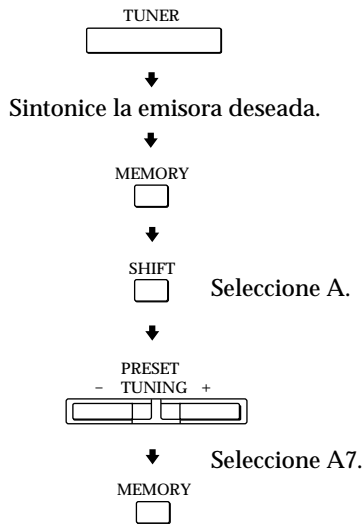 TUNER
Sintonice la emisora deseada.
MEMORY
SHIFT
Seleccione A.
PRESET
– TUNING +
Seleccione A7.
MEMORY